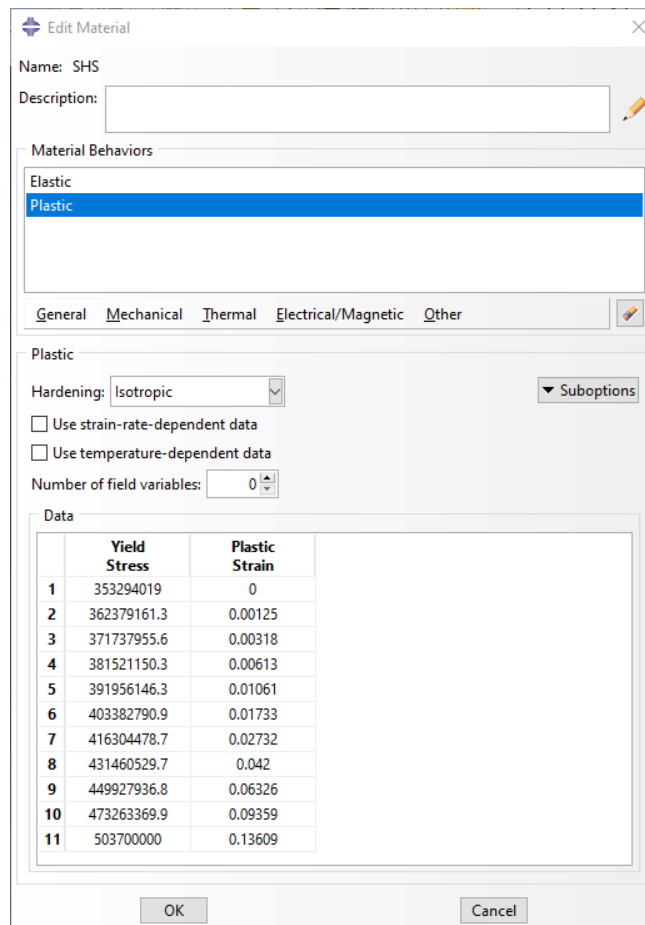 Edit Material
Name: SHS
Description:
Material Behaviors
Elastic
Plastic
General Mechanical Thermal Electrical/Magnetic Other
Plastic
Hardening: Isotropic Suboptions
Use strain-rate-dependent data
Use temperature-dependent data
Number of field variables: 0
Data
Yield Plastic
Stress Strain
1 353294019 0
2 362379161.3 0.00125
3 371737955.6 0.00318
4 381521150.3 0.00613
5 391956146.3 0.01061
6 403382790.9 0.01733
7 416304478.7 0.02732
8 431460529.7 0.042
9 449927936.8 0.06326
10 473263369.9 0.09359
11 503700000 0.13609
OK Cancel